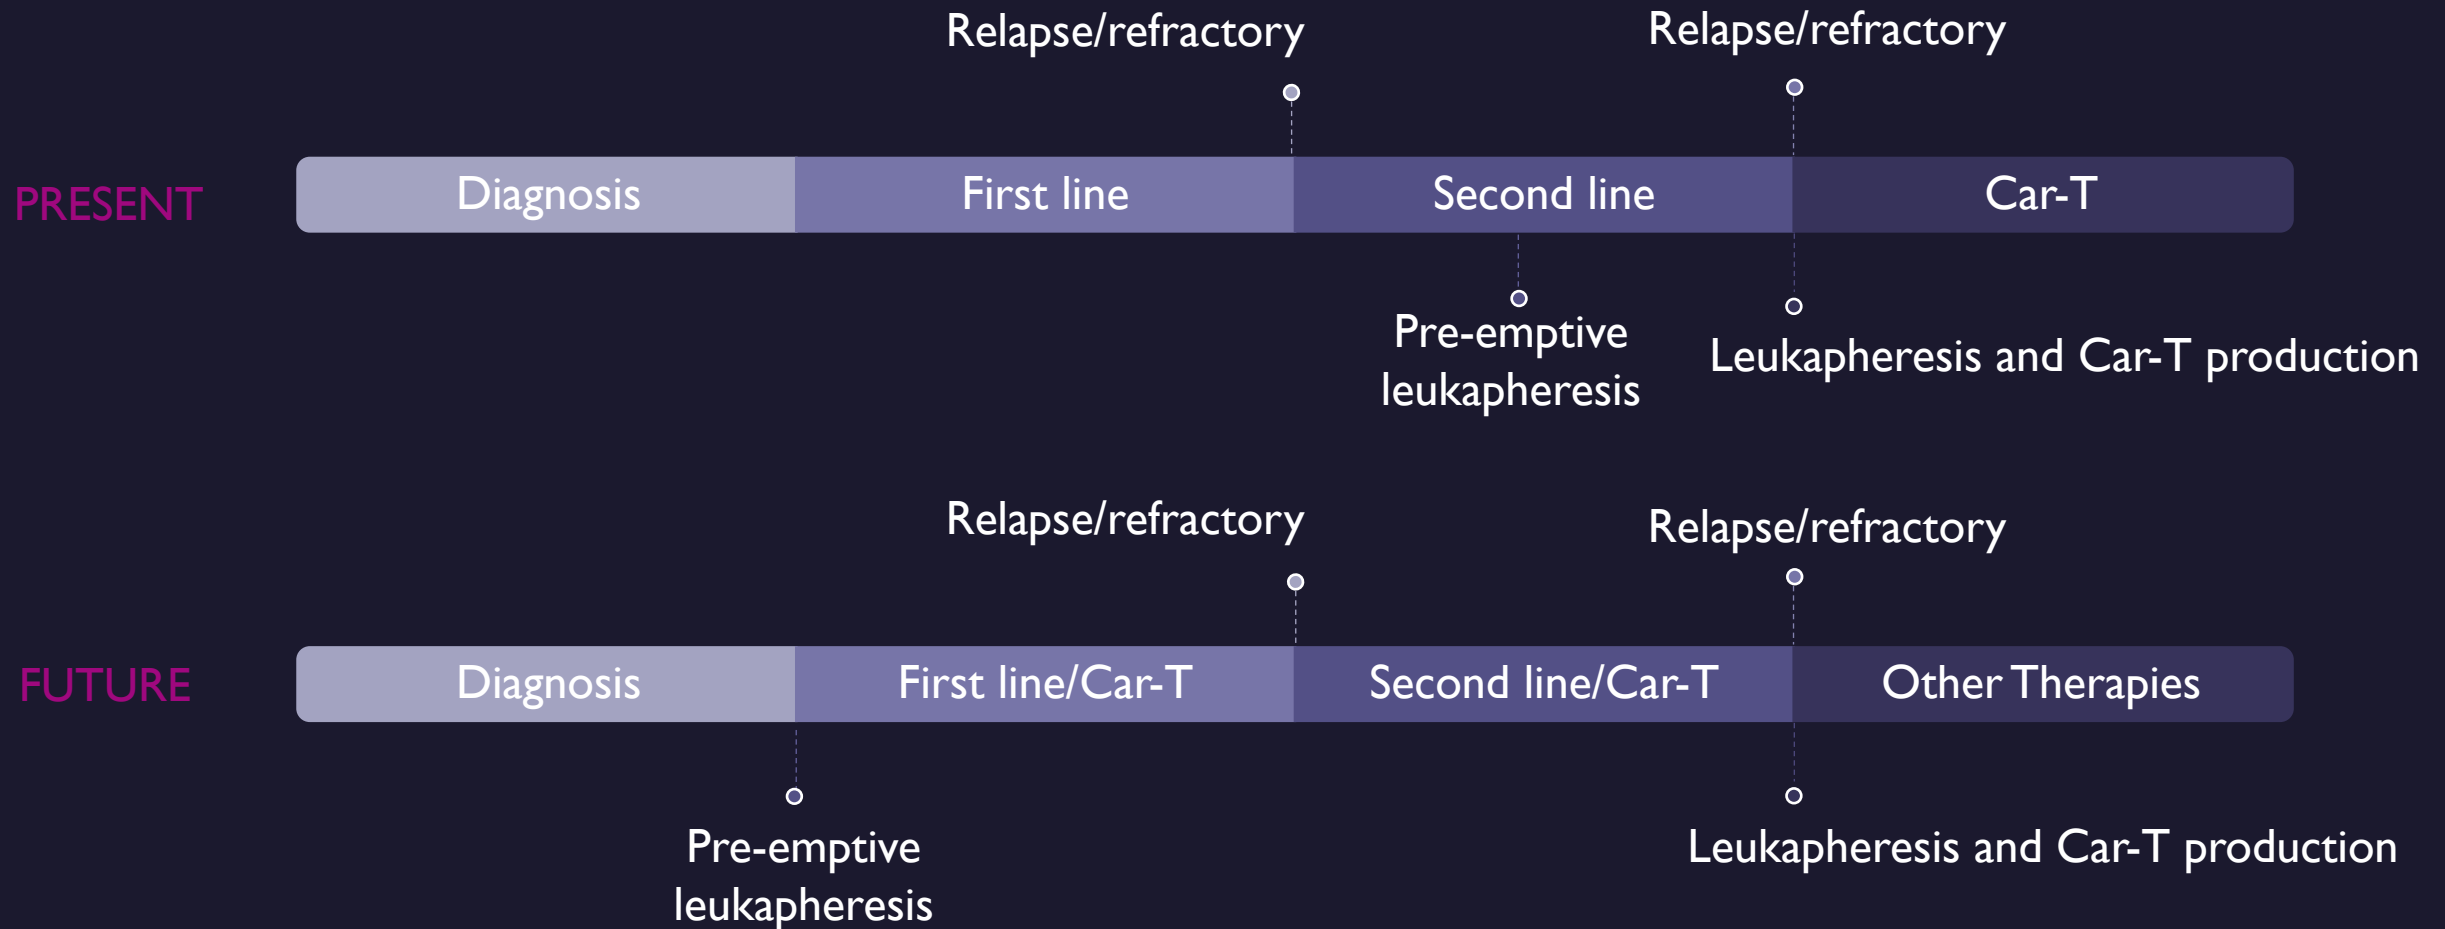 Relapse/refractory
Relapse/refractory
PRESENT
Diagnosis
First line
Second line
Car-T
Pre-emptive
leukapheresis
Leukapheresis and Car-T production
Relapse/refractory
Relapse/refractory
FUTURE
Diagnosis
First line/Car-T
Second line/Car-T
Other Therapies
Pre-emptive
leukapheresis
Leukapheresis and Car-T production